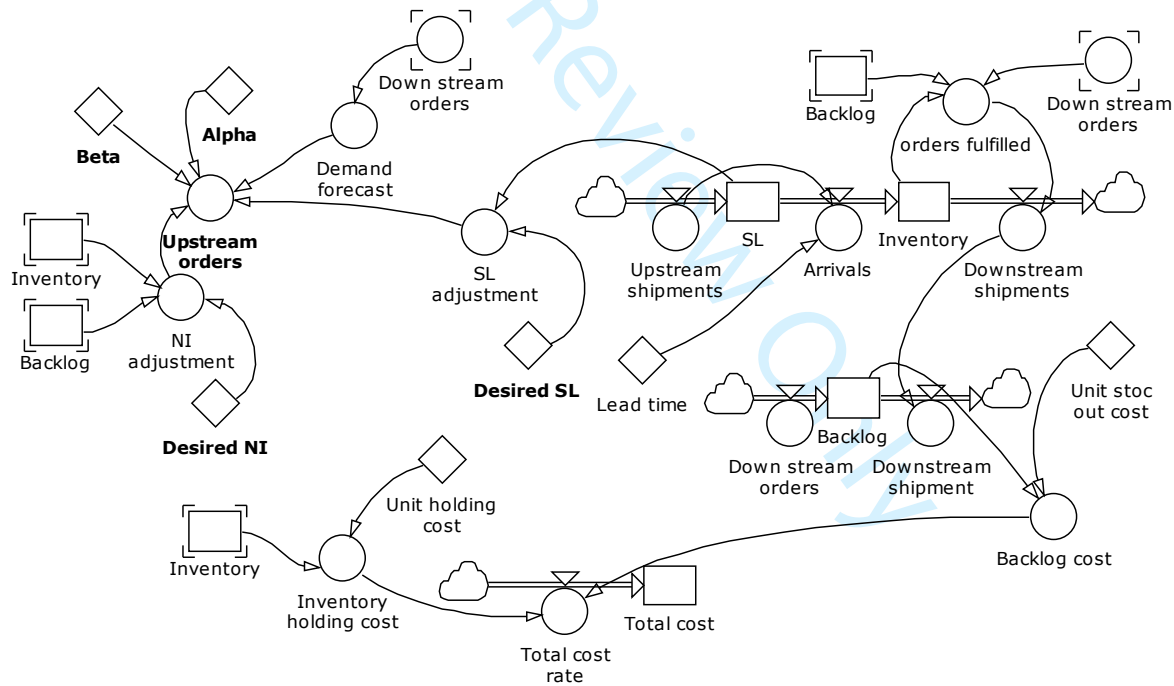 Review Only
Down stream
orders
Beta
Alpha
Demand
forecast
Upstream
orders
Inventory
Backlog
NI
adjustment
Desired NI
SL
adjustment
Desired SL
Backlog
Down stream
orders
orders fulfilled
Upstream
shipments
SL
Arrivals
Inventory
Downstream
shipments
Lead time
Down stream
orders
Backlog
Downstream
shipment
Unit stoc
out cost
Backlog cost
Unit holding
cost
Inventory
Inventory
holding cost
Total cost
rate
Total cost